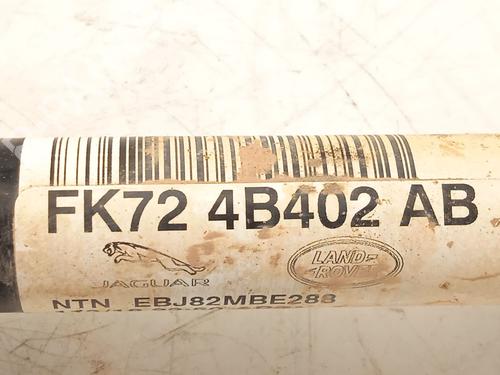 FK72 4B402 AB
JAGUAR
LAND-
ROVER
NTN EBJ82MBE288